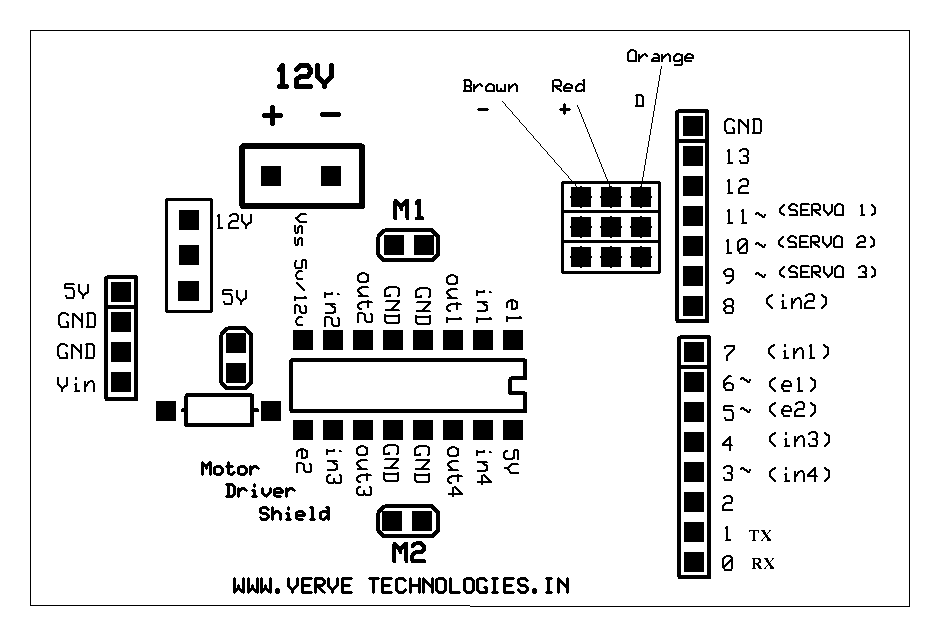 12V
+ -
Brown
-
Red
+
Orange
D
GND
13
12
11 ~ (SERVO 1)
10 ~ (SERVO 2)
9 ~ (SERVO 3)
8 (in2)
7 (in1)
6 ~ (e1)
5 ~ (e2)
4 (in3)
3 ~ (in4)
2
1 TX
0 RX
12V
5V
5V
GND
GND
Vin
M1
Vss 5v/12v
in2
out2
GND
GND
out1
in1
e1
e2
in3
out3
GND
GND
out4
in4
5V
Motor
Driver
Shield
M2
WWW.VERVE TECHNOLOGIES.IN